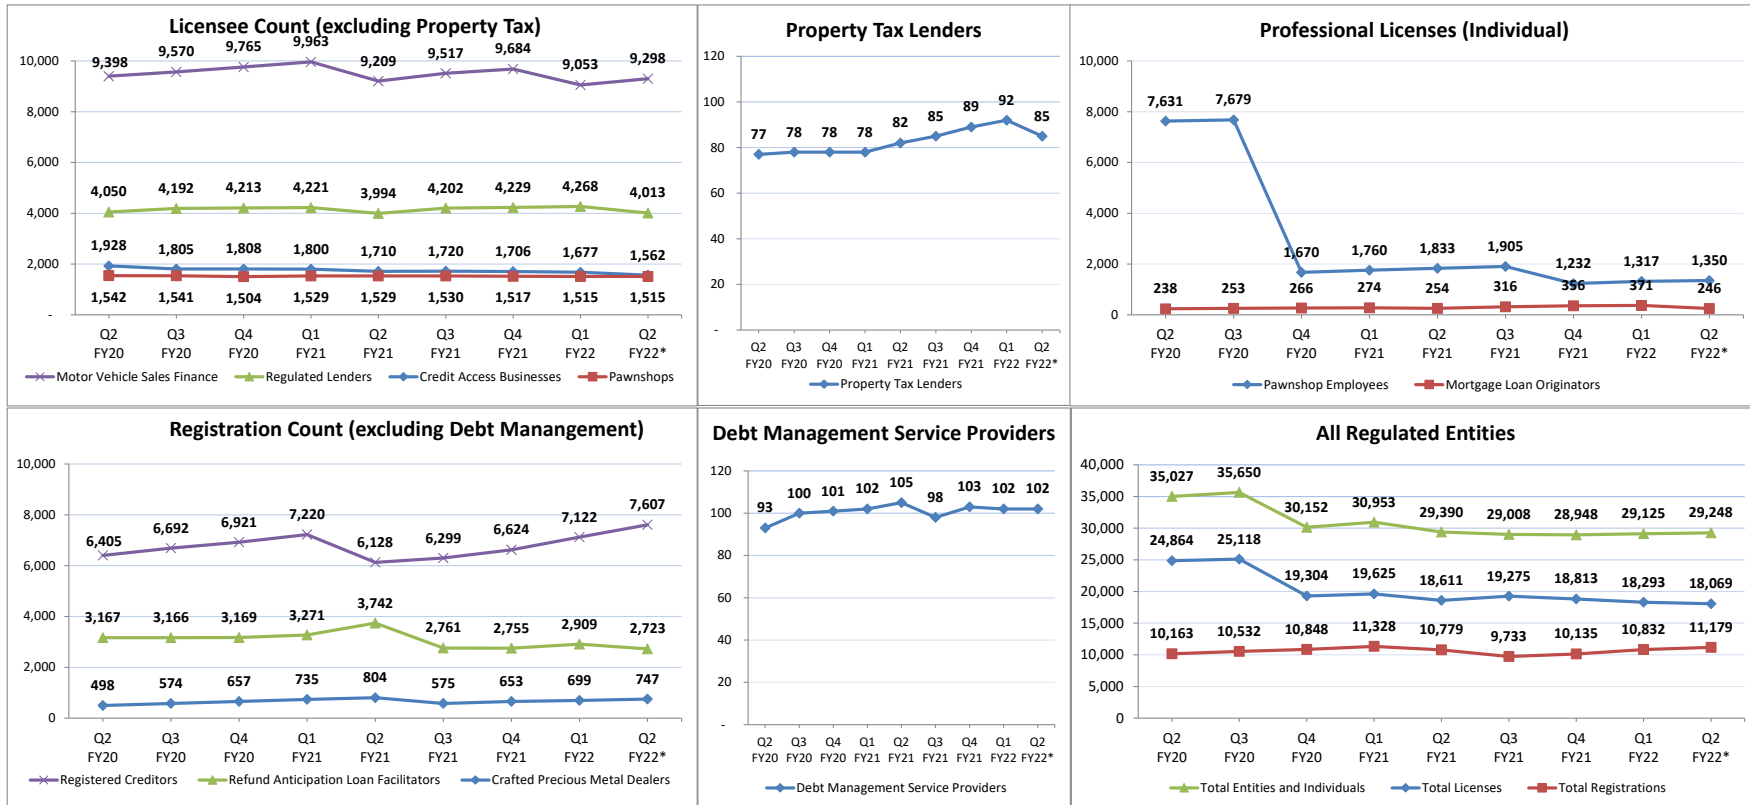 Licensee Count (excluding Property Tax)
10,000
8,000
6,000
4,000
2,000
-
9,398 9,570 9,765 9,963 9,209 9,517 9,684 9,053 9,298
4,050 4,192 4,213 4,221 3,994 4,202 4,229 4,268 4,013
1,928 1,805 1,808 1,800 1,710 1,720 1,706 1,677 1,562
1,542 1,541 1,504 1,529 1,529 1,530 1,517 1,515 1,515
Q2 Q3 Q4 Q1 Q2 Q3 Q4 Q1 Q2
FY20 FY20 FY20 FY21 FY21 FY21 FY21 FY22 FY22*
Motor Vehicle Sales Finance Regulated Lenders Credit Access Businesses Pawnshops
Property Tax Lenders
120
100
80
60
40
20
-
77 78 78 78 82 85 89 92 85
Q2 Q3 Q4 Q1 Q2 Q3 Q4 Q1 Q2
FY20 FY20 FY20 FY21 FY21 FY21 FY21 FY22 FY22*
Property Tax Lenders
Professional Licenses (Individual)
10,000
8,000
6,000
4,000
2,000
0
7,631 7,679 1,670 1,760 1,833 1,905 1,232 1,317 1,350
238 253 266 274 254 316 356 371 246
Q2 Q3 Q4 Q1 Q2 Q3 Q4 Q1 Q2
FY20 FY20 FY20 FY21 FY21 FY21 FY21 FY22 FY22*
Pawnshop Employees Mortgage Loan Originators
Registration Count (excluding Debt Manangement)
10,000
8,000
6,000
4,000
2,000
0
6,405 6,692 6,921 7,220 6,128 6,299 6,624 7,122 7,607
3,167 3,166 3,169 3,271 3,742 2,761 2,755 2,909 2,723
498 574 657 735 804 575 653 699 747
Q2 Q3 Q4 Q1 Q2 Q3 Q4 Q1 Q2
FY20 FY20 FY20 FY21 FY21 FY21 FY21 FY22 FY22*
Registered Creditors Refund Anticipation Loan Facilitators Crafted Precious Metal Dealers
Debt Management Service Providers
120
100
80
60
40
20
-
93 100 101 102 105 98 103 102 102
Q2 Q3 Q4 Q1 Q2 Q3 Q4 Q1 Q2
FY20 FY20 FY20 FY21 FY21 FY21 FY21 FY22 FY22*
Debt Management Service Providers
All Regulated Entities
40,000
35,000
30,000
25,000
20,000
15,000
10,000
5,000
0
35,027 35,650 30,152 30,953 29,390 29,008 28,948 29,125 29,248
24,864 25,118 19,304 19,625 18,611 19,275 18,813 18,293 18,069
10,163 10,532 10,848 11,328 10,779 9,733 10,135 10,832 11,179
Q2 Q3 Q4 Q1 Q2 Q3 Q4 Q1 Q2
FY20 FY20 FY20 FY21 FY21 FY21 FY21 FY22 FY22*
Total Entities and Individuals Total Licenses Total Registrations